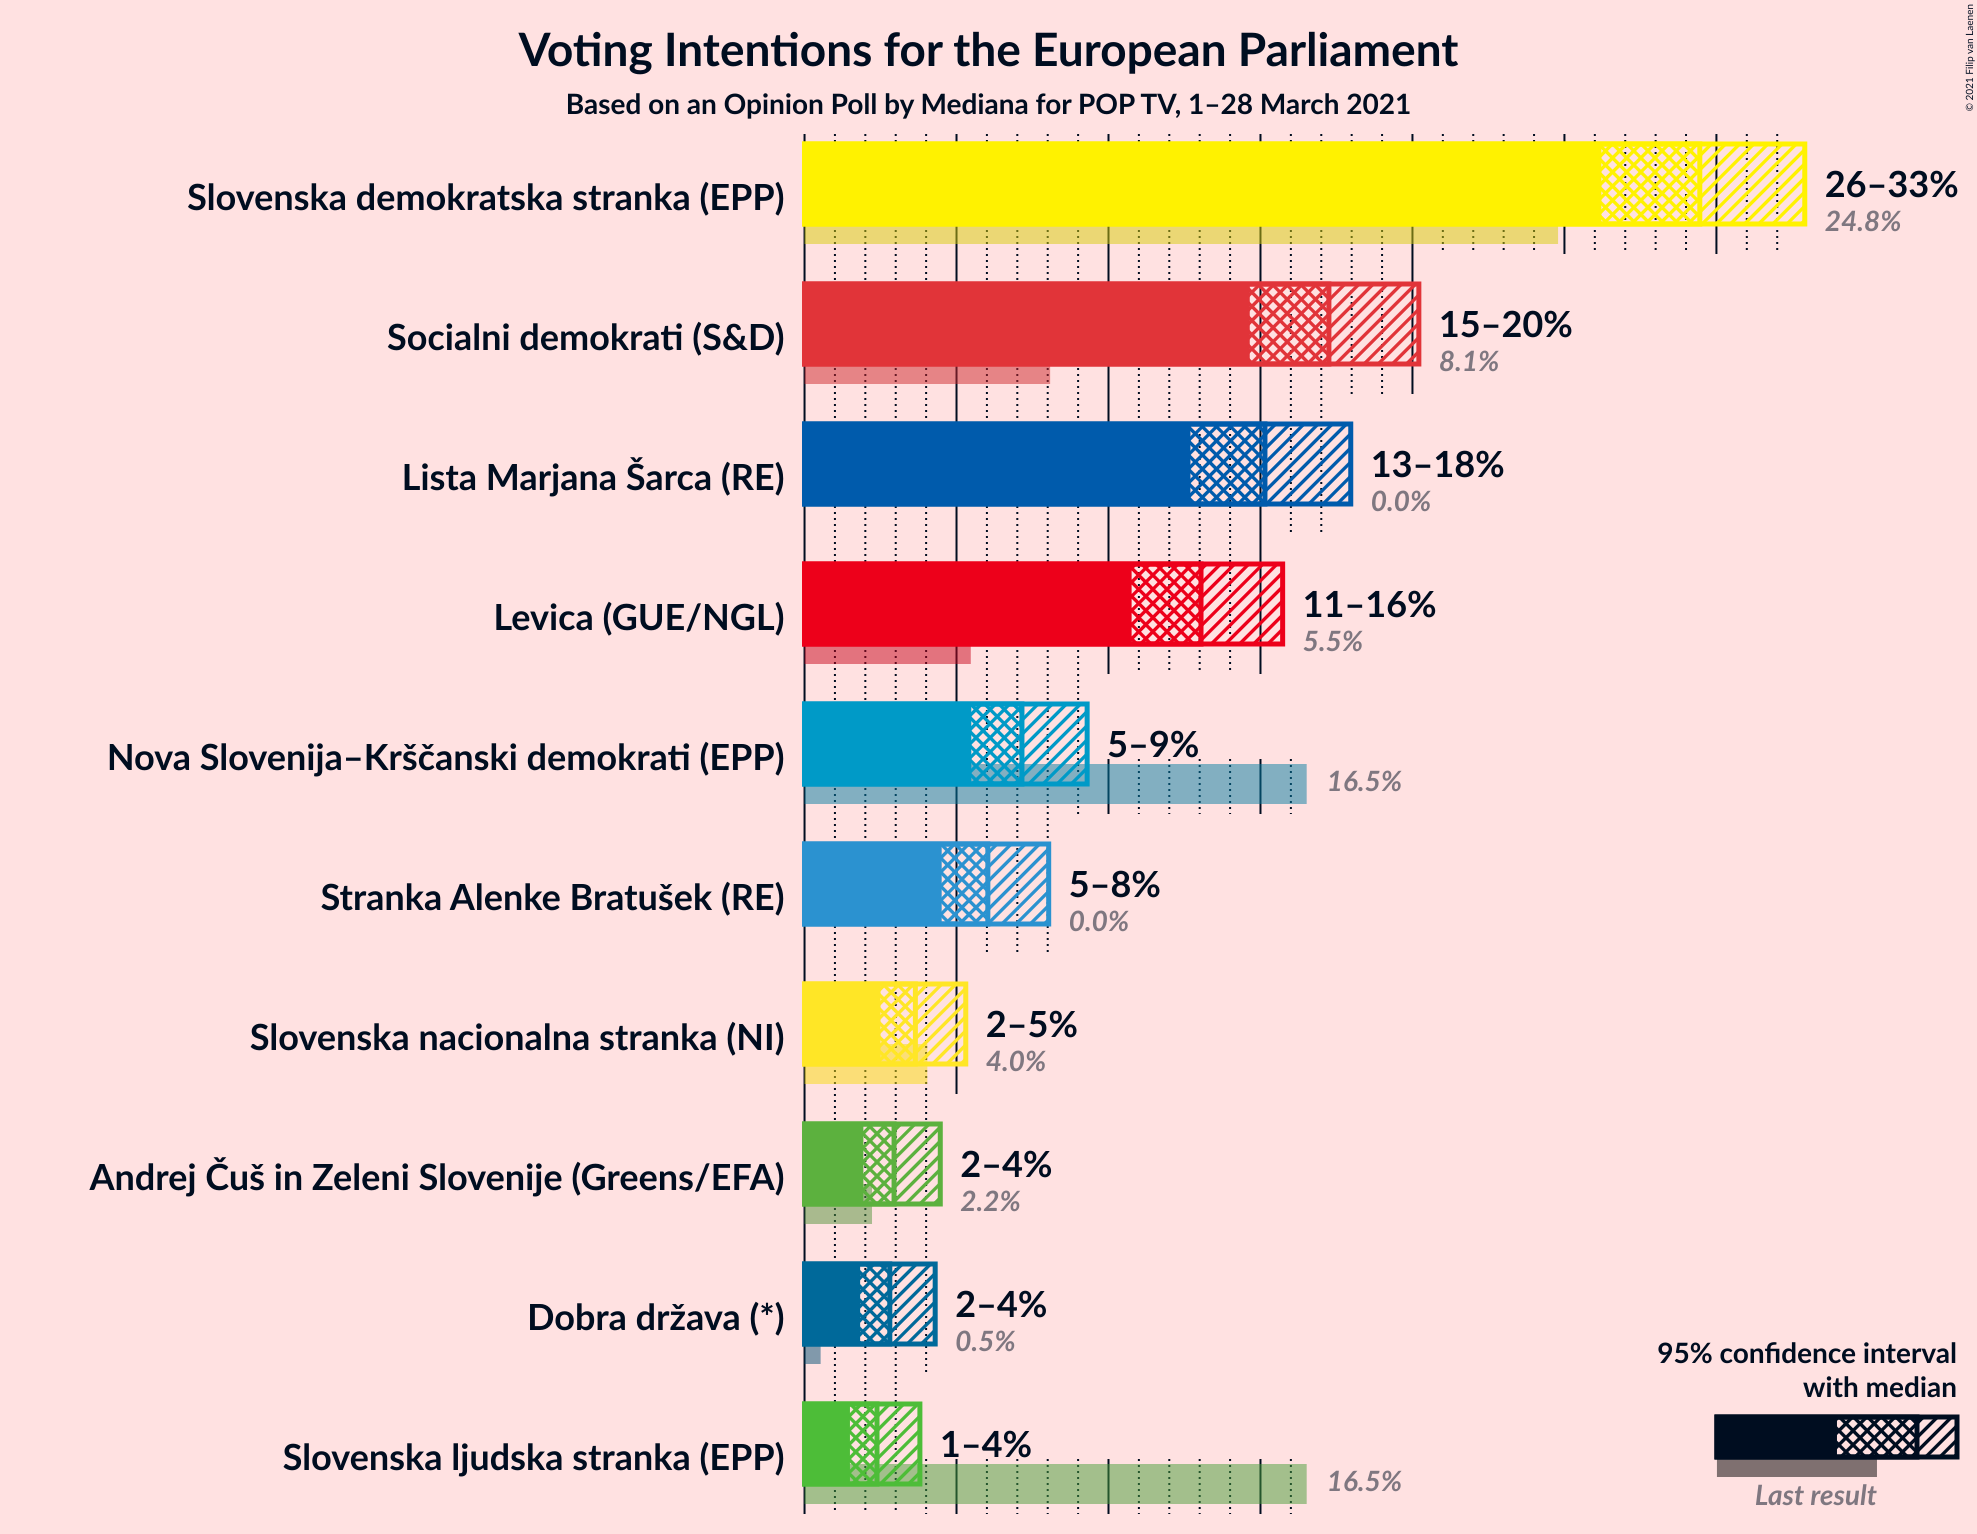 Voting Intentions for the European Parliament
Based on an Opinion Poll by Mediana for POP TV, 1–28 March 2021
© 2021 Filip van Laenen
Slovenska demokratska stranka (EPP)
26–33%
24.8%
Socialni demokrati (S&D)
15–20%
8.1%
Lista Marjana Šarca (RE)
13–18%
0.0%
Levica (GUE/NGL)
11–16%
5.5%
Nova Slovenija–Krščanski demokrati (EPP)
5–9%
16.5%
Stranka Alenke Bratušek (RE)
5–8%
0.0%
Slovenska nacionalna stranka (NI)
2–5%
4.0%
Andrej Čuš in Zeleni Slovenije (Greens/EFA)
2–4%
2.2%
Dobra država (*)
2–4%
0.5%
Slovenska ljudska stranka (EPP)
1–4%
16.5%
95% confidence interval
with median
Last result